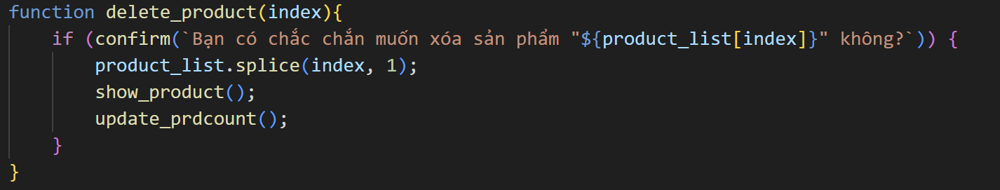 function delete_product(index){
if (confirm(`Bạn có chắc chắn muốn xóa sản phẩm "${product_list[index]}" không?`)) {
product_list.splice(index, 1);
show_product();
update_prdcount();
}
}